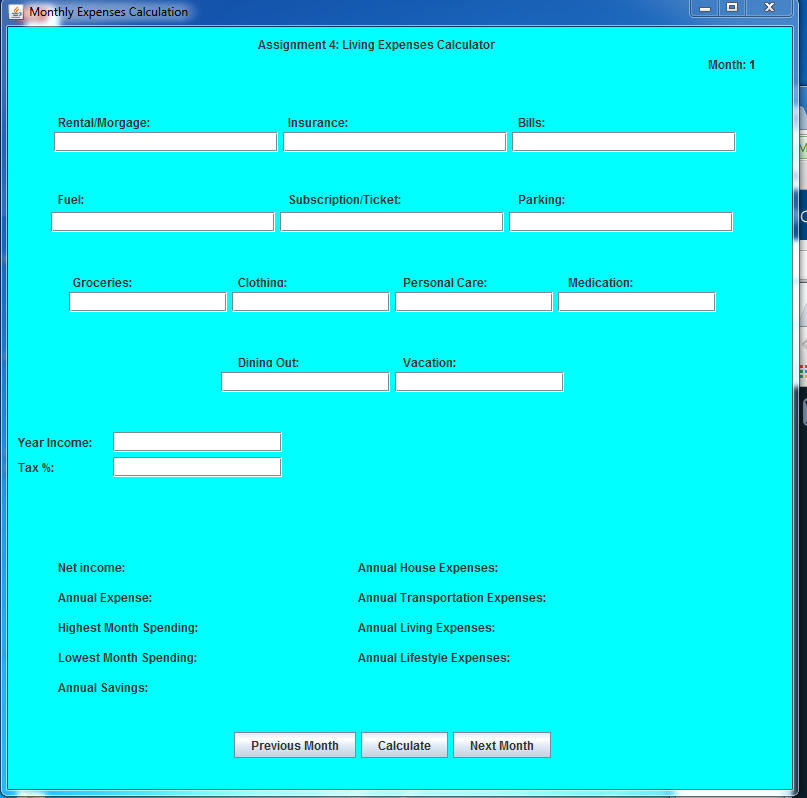 Monthly Expenses Calculation
Assignment 4: Living Expenses Calculator
Month: 1
Rental/Morgage: Insurance: Bills:
Fuel: Subscription/Ticket: Parking:
Groceries: Clothing: Personal Care: Medication:
Dining Out: Vacation:
Year Income:
Tax %:
Net income: Annual House Expenses:
Annual Expense: Annual Transportation Expenses:
Highest Month Spending: Annual Living Expenses:
Lowest Month Spending: Annual Lifestyle Expenses:
Annual Savings:
Previous Month Calculate Next Month